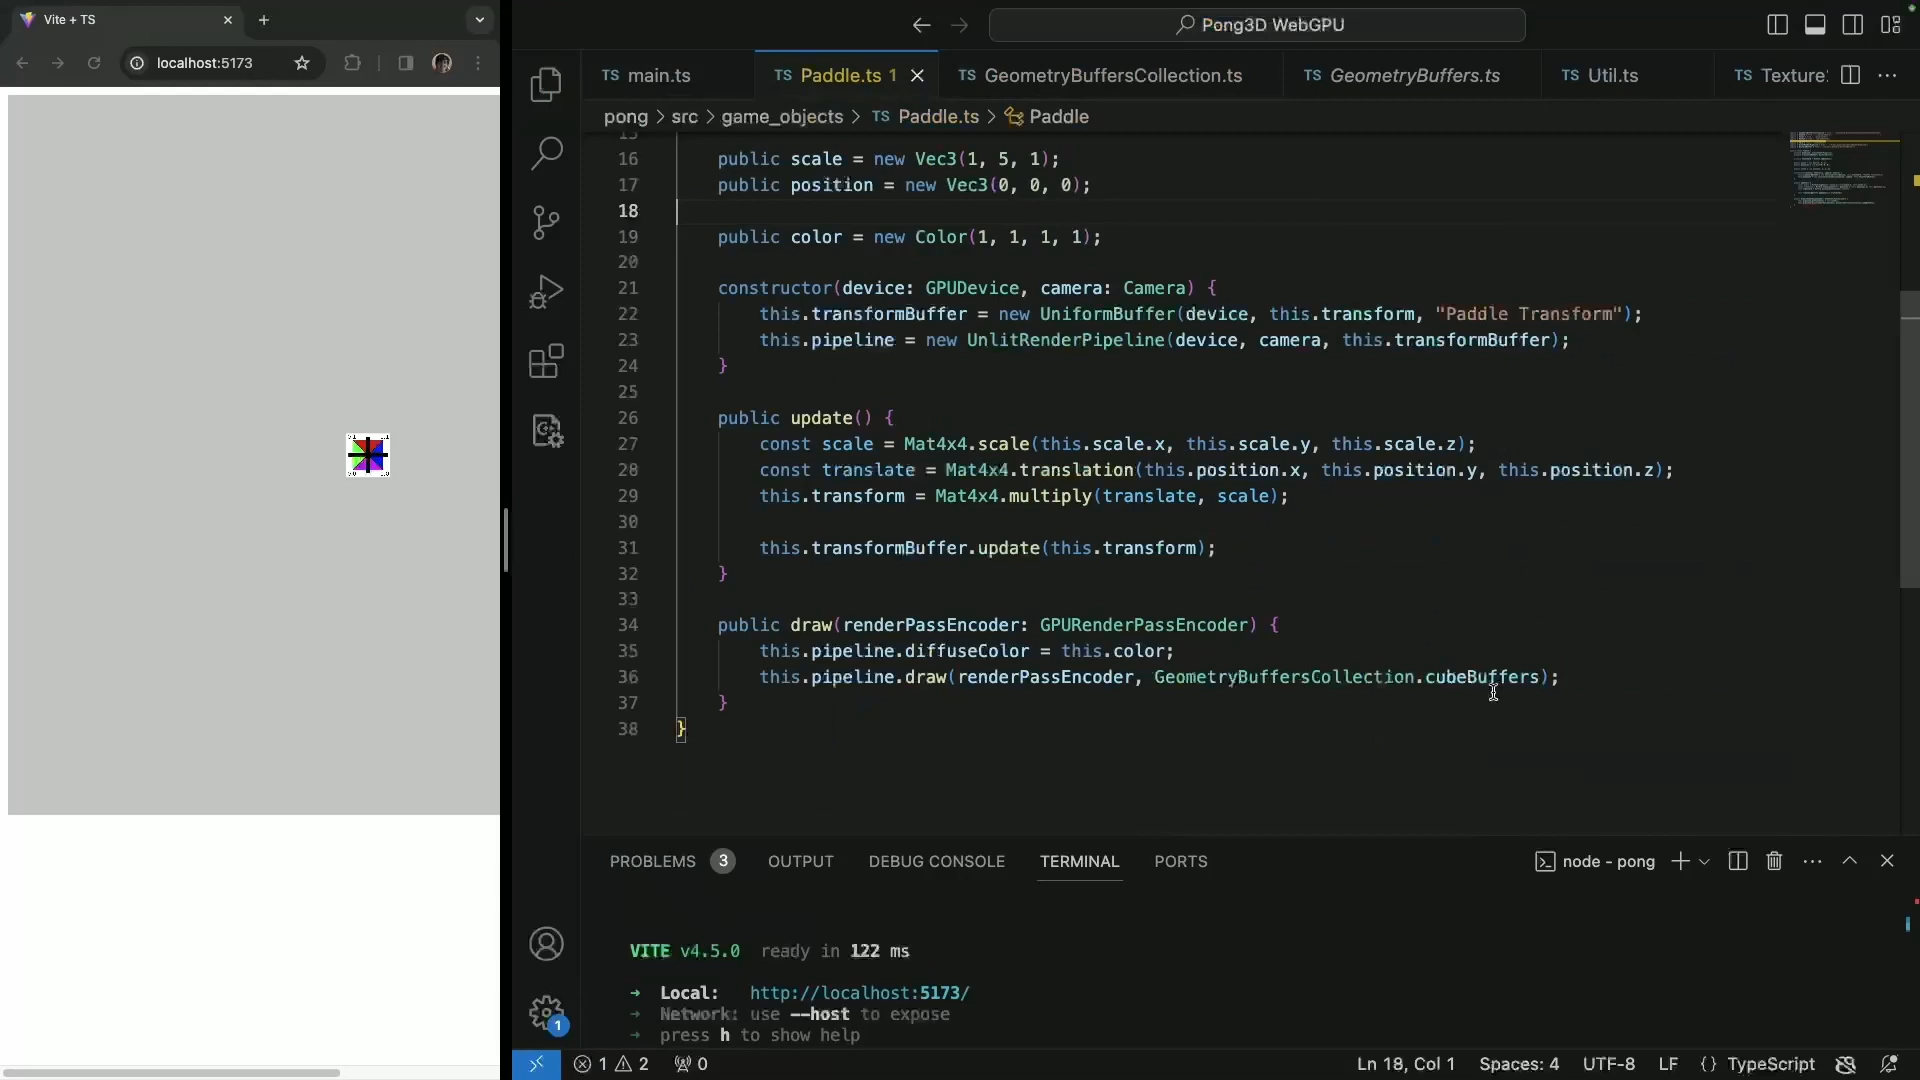 Vite + TS
localhost:5173
Pong3D WebGPU
TS main.ts
TS Paddle.ts 1
TS GeometryBuffersCollection.ts
TS GeometryBuffers.ts
TS Util.ts
TS Texture
pong > src > game_objects > TS Paddle.ts > Paddle
15
16 public scale = new Vec3(1, 5, 1);
17 public position = new Vec3(0, 0, 0);
18
19 public color = new Color(1, 1, 1, 1);
20
21 constructor(device: GPUDevice, camera: Camera) {
22 this.transformBuffer = new UniformBuffer(device, this.transform, "Paddle Transform");
23 this.pipeline = new UnlitRenderPipeline(device, camera, this.transformBuffer);
24 }
25
26 public update() {
27 const scale = Mat4x4.scale(this.scale.x, this.scale.y, this.scale.z);
28 const translate = Mat4x4.translation(this.position.x, this.position.y, this.position.z);
29 this.transform = Mat4x4.multiply(translate, scale);
30
31 this.transformBuffer.update(this.transform);
32 }
33
34 public draw(renderPassEncoder: GPURenderPassEncoder) {
35 this.pipeline.diffuseColor = this.color;
36 this.pipeline.draw(renderPassEncoder, GeometryBuffersCollection.cubeBuffers);
37 }
38 }
PROBLEMS 3 OUTPUT DEBUG CONSOLE TERMINAL PORTS
node - pong
VITE v4.5.0 ready in 122 ms
➜ Local: http://localhost:5173/
➜ Network: use --host to expose
➜ press h to show help
1
1 2 0
Ln 18, Col 1 Spaces: 4 UTF-8 LF {} TypeScript